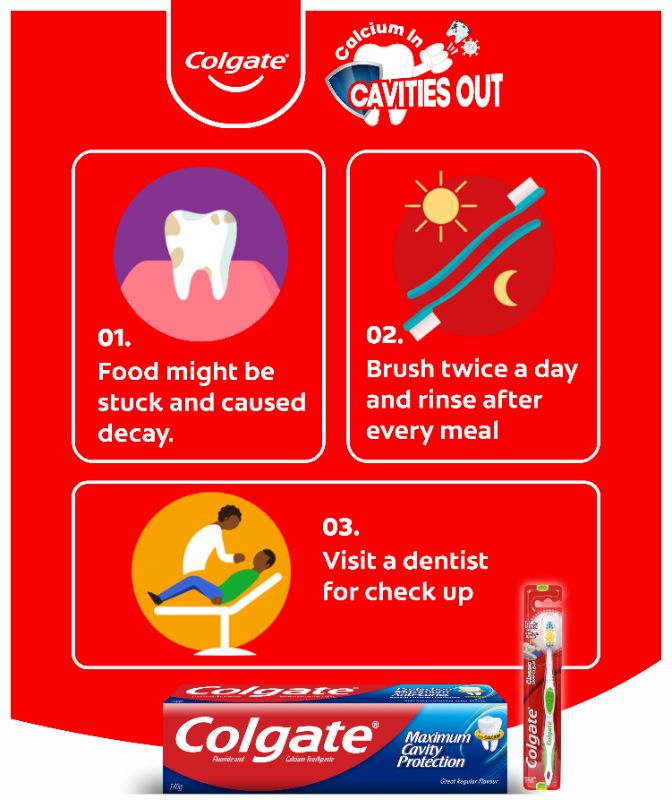 Colgate®
Calcium In
CAVITIES OUT
01.
Food might be
stuck and caused
decay.
02.
Brush twice a day
and rinse after
every meal
03.
Visit a dentist
for check up
Colgate®
Colgate®
Maximum
Cavity
Protection
Fluoride and Calcium Toothpaste
Great Regular Flavour
140g
Classic
Colgate
Colgate